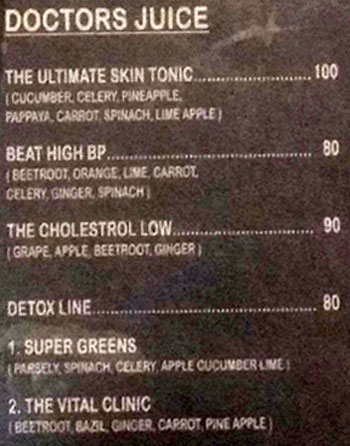 DOCTORS JUICE
THE ULTIMATE SKIN TONIC.......................100
( CUCUMBER, CELERY, PINEAPPLE,
PAPPAYA, CARROT, SPINACH, LIME APPLE )
BEAT HIGH BP............................................ 80
( BEETROOT, ORANGE, LIME, CARROT,
CELERY, GINGER, SPINACH )
THE CHOLESTROL LOW................................ 90
( GRAPE, APPLE, BEETROOT, GINGER )
DETOX LINE............................................... 80
1. SUPER GREENS
( PARSELY, SPINACH, CELERY, APPLE CUCUMBER LIME )
2. THE VITAL CLINIC
( BEETROOT, BAZIL, GINGER, CARROT, PINE APPLE )